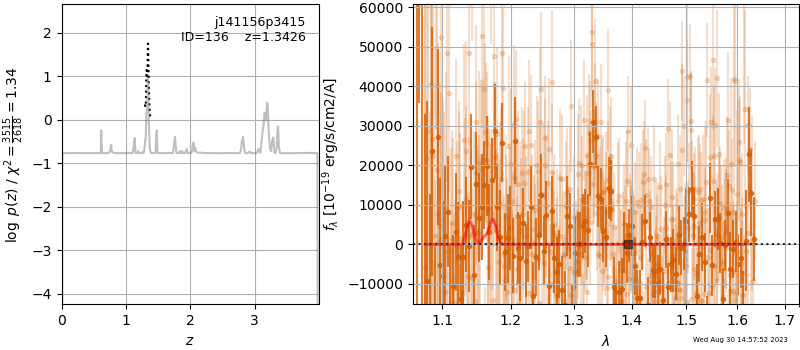 j141156p3415
ID=136 z=1.3426
log p(z) / χ² = 3515/2618 = 1.34
2
1
0
−1
−2
−3
−4
0 1 2 3
z
fλ [10⁻¹⁹ erg/s/cm2/A]
60000
50000
40000
30000
20000
10000
0
−10000
1.1 1.2 1.3 1.4 1.5 1.6 1.7
λ
Wed Aug 30 14:57:52 2023